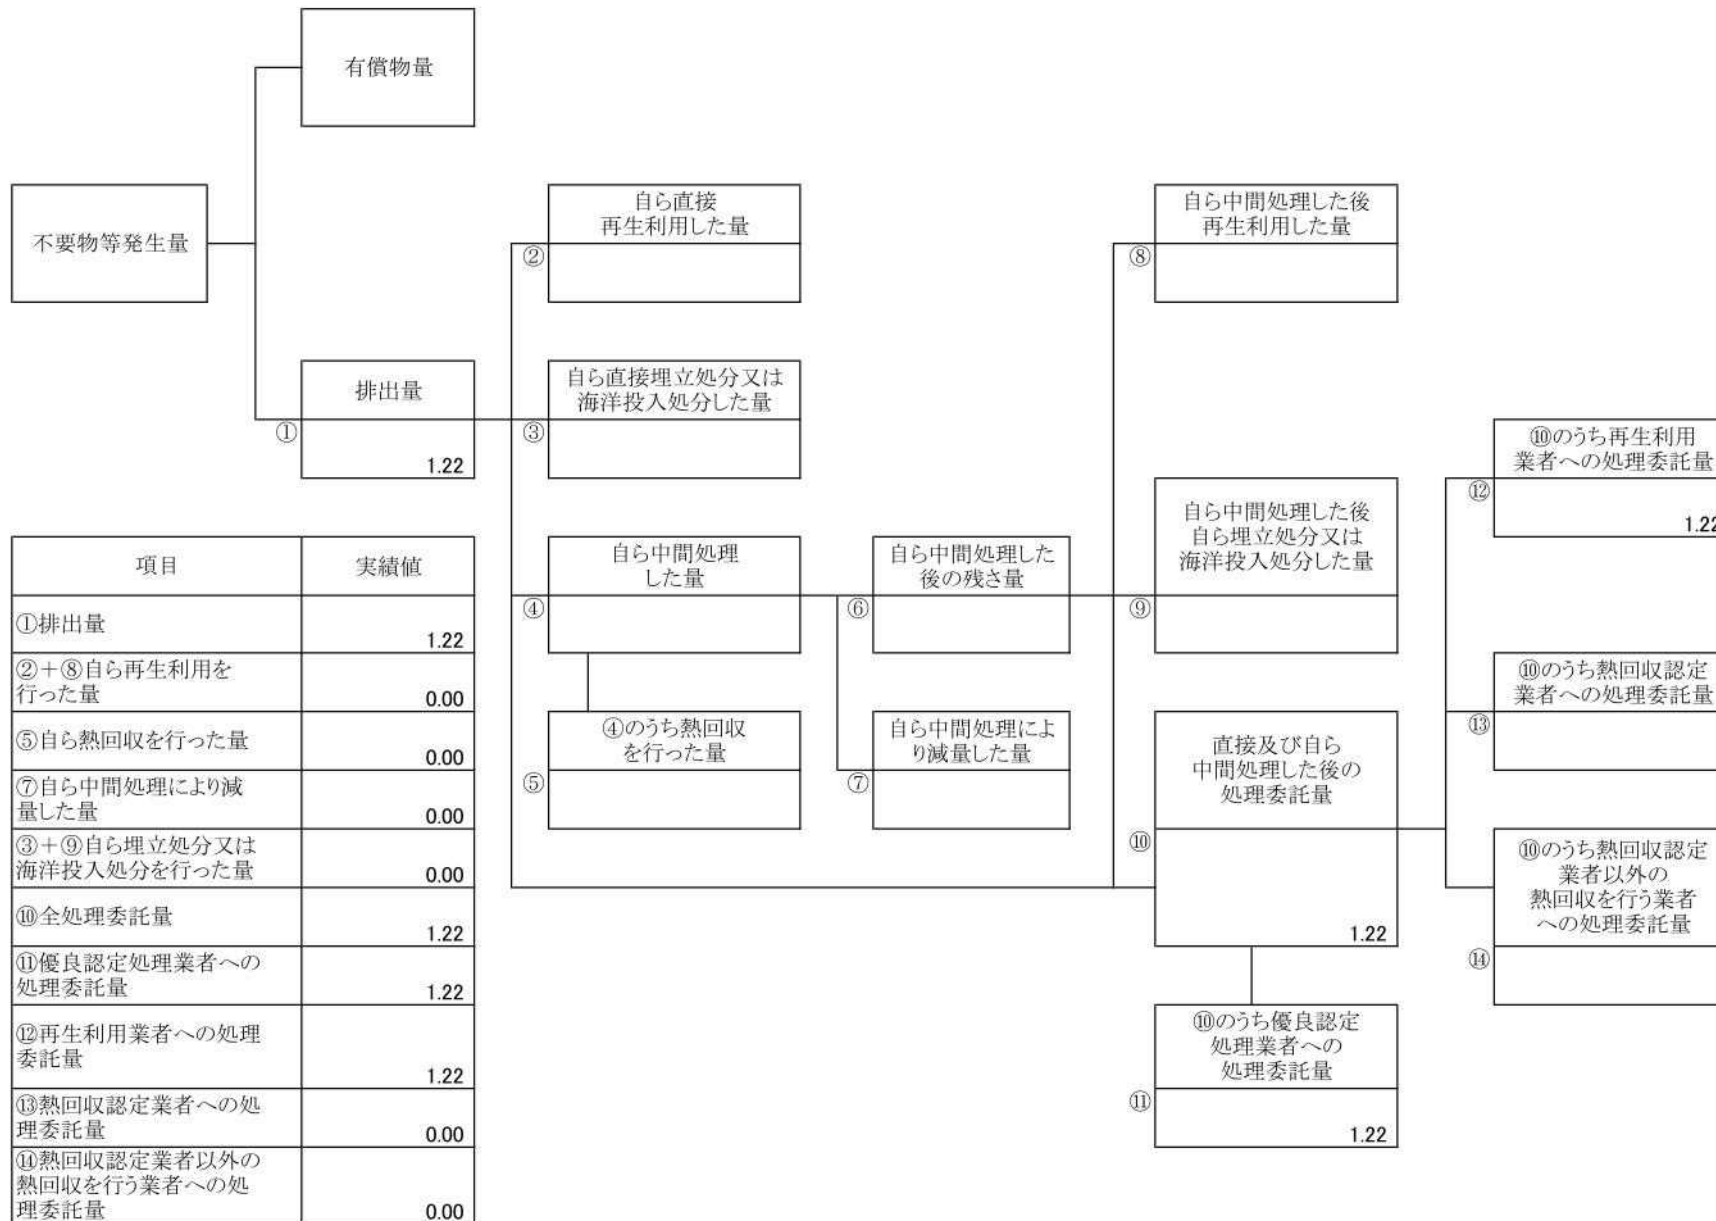 有償物量
不要物等発生量
自ら直接
再生利用した量
②
自ら中間処理した後
再生利用した量
⑧
排出量
①
1.22
自ら直接埋立処分又は
海洋投入処分した量
③
⑩のうち再生利用
業者への処理委託量
⑫
1.22
自ら中間処理
した量
④
自ら中間処理した
後の残さ量
⑥
自ら中間処理した後
自ら埋立処分又は
海洋投入処分した量
⑨
⑩のうち熱回収認定
業者への処理委託量
⑬
④のうち熱回収
を行った量
⑤
自ら中間処理によ
り減量した量
⑦
直接及び自ら
中間処理した後の
処理委託量
⑩
1.22
⑩のうち熱回収認定
業者以外の
熱回収を行う業者
への処理委託量
⑭
⑩のうち優良認定
処理業者への
処理委託量
⑪
1.22
項目 実績値
①排出量
1.22
②+⑧自ら再生利用を
行った量
0.00
⑤自ら熱回収を行った量
0.00
⑦自ら中間処理により減
量した量
0.00
③+⑨自ら埋立処分又は
海洋投入処分を行った量
0.00
⑩全処理委託量
1.22
⑪優良認定処理業者への
処理委託量
1.22
⑫再生利用業者への処理
委託量
1.22
⑬熱回収認定業者への処
理委託量
0.00
⑭熱回収認定業者以外の
熱回収を行う業者への処
理委託量
0.00